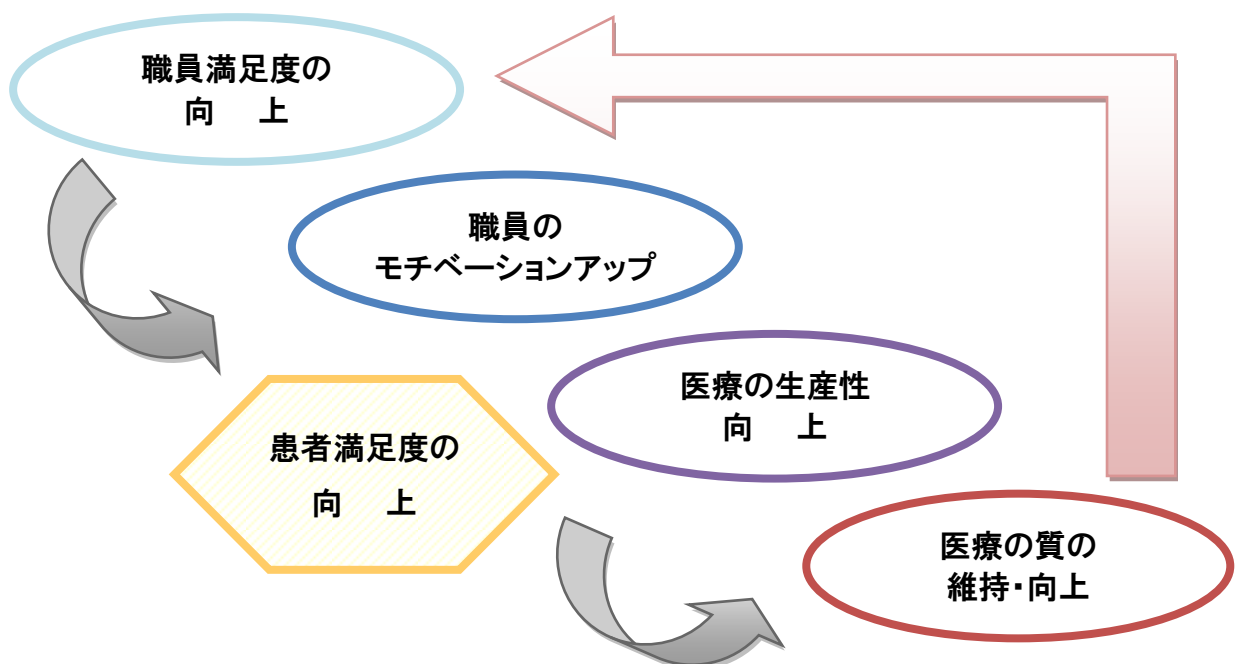 職員満足度の
向 上
職員の
モチベーションアップ
医療の生産性
向 上
患者満足度の
向 上
医療の質の
維持・向上